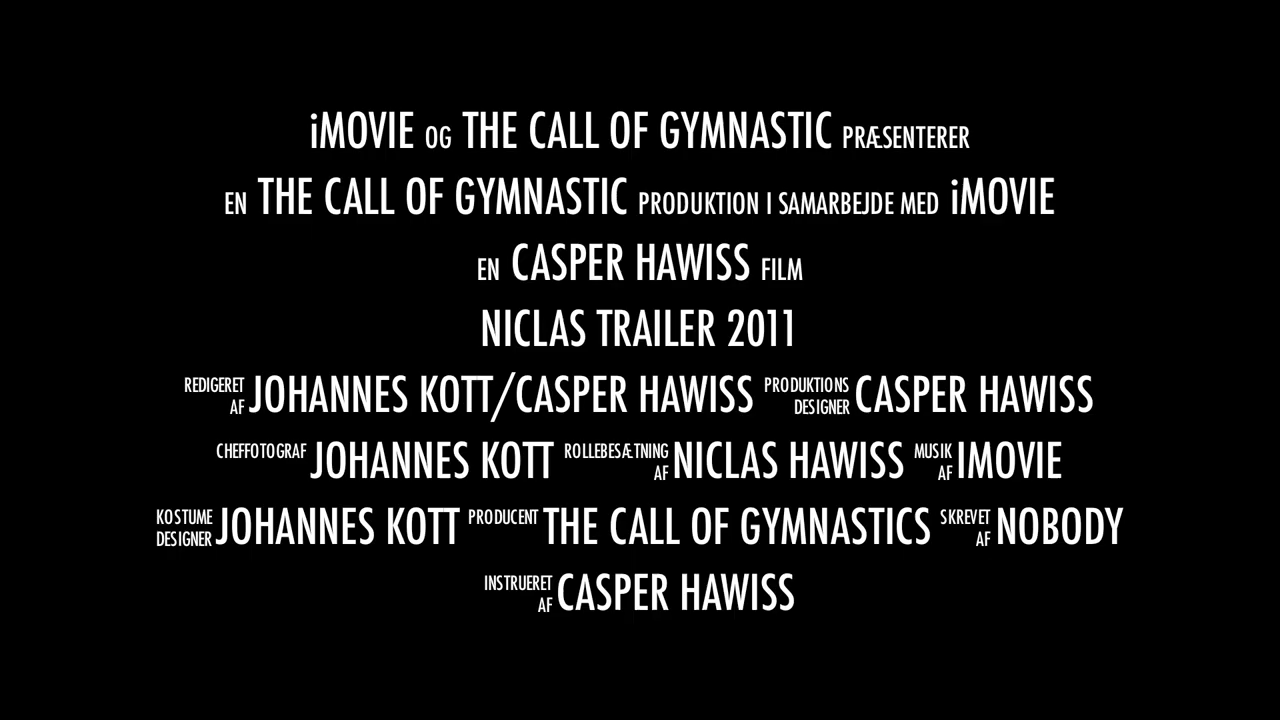 iMOVIE OG THE CALL OF GYMNASTIC PRÆSENTERER
EN THE CALL OF GYMNASTIC PRODUKTION I SAMARBEJDE MED iMOVIE
EN CASPER HAWISS FILM
NICLAS TRAILER 2011
REDIGERET AF JOHANNES KOTT/CASPER HAWISS PRODUKTIONS DESIGNER CASPER HAWISS
CHEFFOTOGRAF JOHANNES KOTT ROLLEBESÆTNING AF NICLAS HAWISS MUSIK AF IMOVIE
KOSTUME DESIGNER JOHANNES KOTT PRODUCENT THE CALL OF GYMNASTICS SKREVET AF NOBODY
INSTRUERET AF CASPER HAWISS